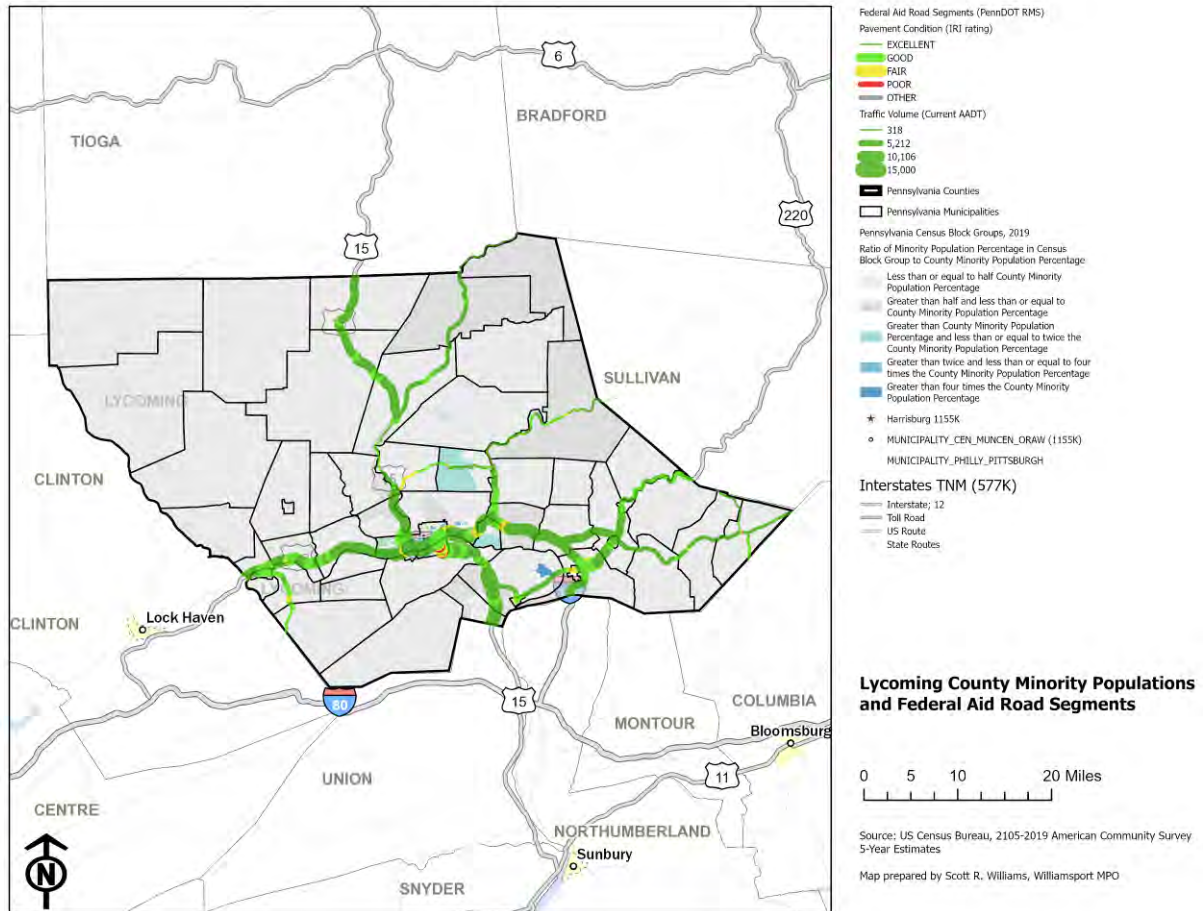 6
BRADFORD
TIOGA
220
15
SULLIVAN
LYCOMING
CLINTON
LYCOMING
Lock Haven
CLINTON
80
15
COLUMBIA
MONTOUR
Bloomsburg
UNION
11
CENTRE
NORTHUMBERLAND
Sunbury
N
SNYDER
Federal Aid Road Segments (PennDOT RMS)
Pavement Condition (IRI rating)
EXCELLENT
GOOD
FAIR
POOR
OTHER
Traffic Volume (Current AADT)
318
5,212
10,106
15,000
Pennsylvania Counties
Pennsylvania Municipalities
Pennsylvania Census Block Groups, 2019
Ratio of Minority Population Percentage in Census
Block Group to County Minority Population Percentage
Less than or equal to half County Minority
Population Percentage
Greater than half and less than or equal to
County Minority Population Percentage
Greater than County Minority Population
Percentage and less than or equal to twice the
County Minority Population Percentage
Greater than twice and less than or equal to four
times the County Minority Population Percentage
Greater than four times the County Minority
Population Percentage
Harrisburg 1155K
MUNICIPALITY_CEN_MUNCEN_ORAW (1155K)
MUNICIPALITY_PHILLY_PITTSBURGH
Interstates TNM (577K)
Interstate; 12
Toll Road
US Route
State Routes
Lycoming County Minority Populations
and Federal Aid Road Segments
0 5 10 20 Miles
Source: US Census Bureau, 2105-2019 American Community Survey
5-Year Estimates
Map prepared by Scott R. Williams, Williamsport MPO